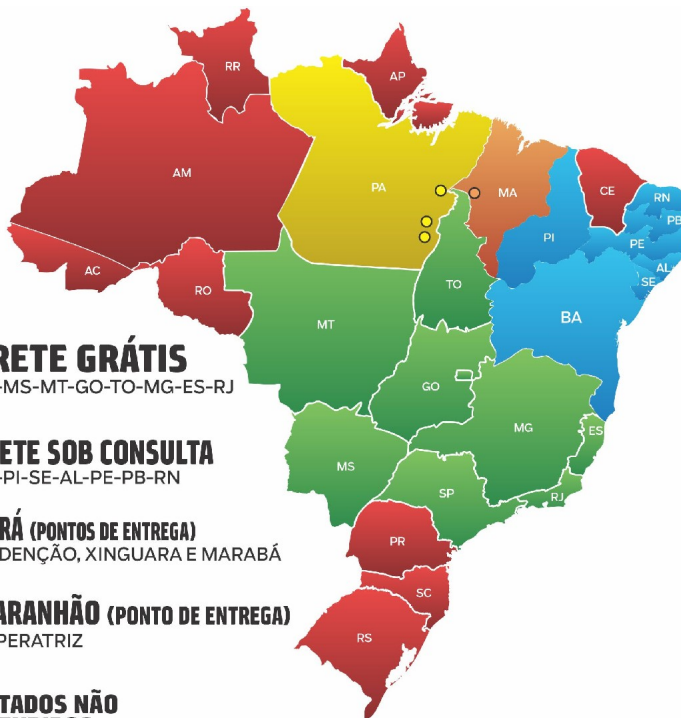 RR
AP
AM
PA
MA
CE
RN
PB
PI
PE
AL
SE
AC
RO
TO
BA
MT
RETE GRÁTIS
-MS-MT-GO-TO-MG-ES-RJ
GO
MG
ES
ETE SOB CONSULTA
-PI-SE-AL-PE-PB-RN
MS
SP
RJ
RÁ (PONTOS DE ENTREGA)
DENÇÃO, XINGUARA E MARABÁ
PR
SC
ARANHÃO (PONTO DE ENTREGA)
PERATRIZ
RS
TADOS NÃO